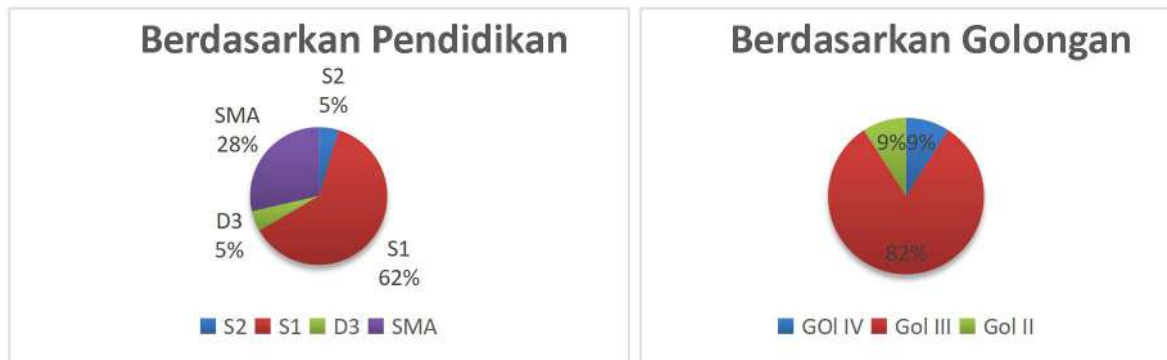 Berdasarkan Pendidikan
S2
5%
SMA
28%
D3
5%
S1
62%
S2 S1 D3 SMA
Berdasarkan Golongan
9% 9%
82%
GOl IV Gol III Gol II